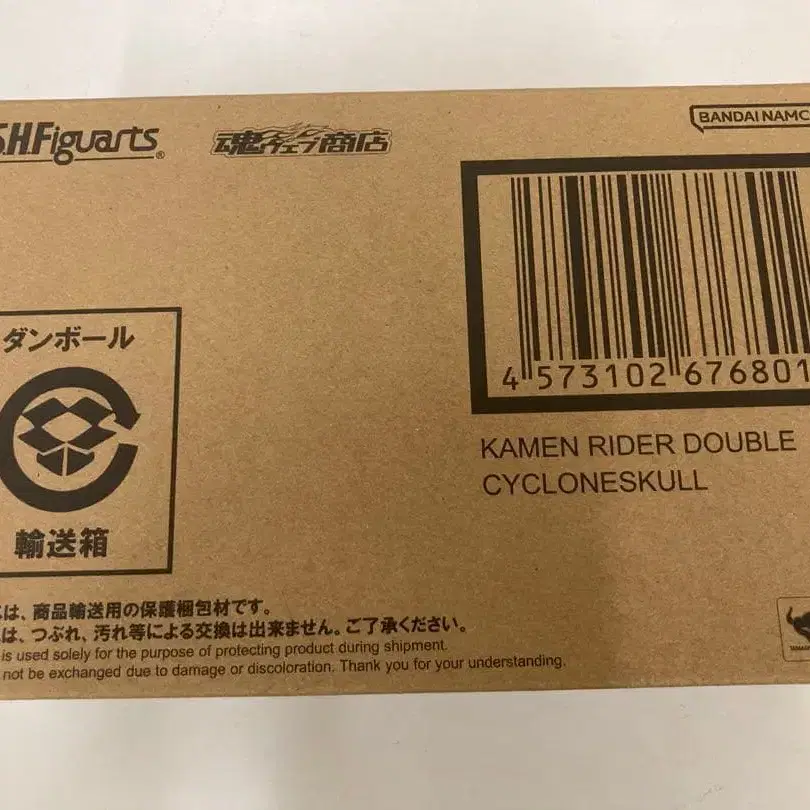 S.H.Figuarts®
魂ウェブ商店
BANDAI NAMCO
4 573102 676801
KAMEN RIDER DOUBLE
CYCLONESKULL
ダンボール
輸送箱
は、商品輸送用の保護梱包材です。
は、つぶれ、汚れ等による交換は出来ません。ご了承ください。
is used solely for the purpose of protecting product during shipment.
not be exchanged due to damage or discoloration. Thank you for your understanding.